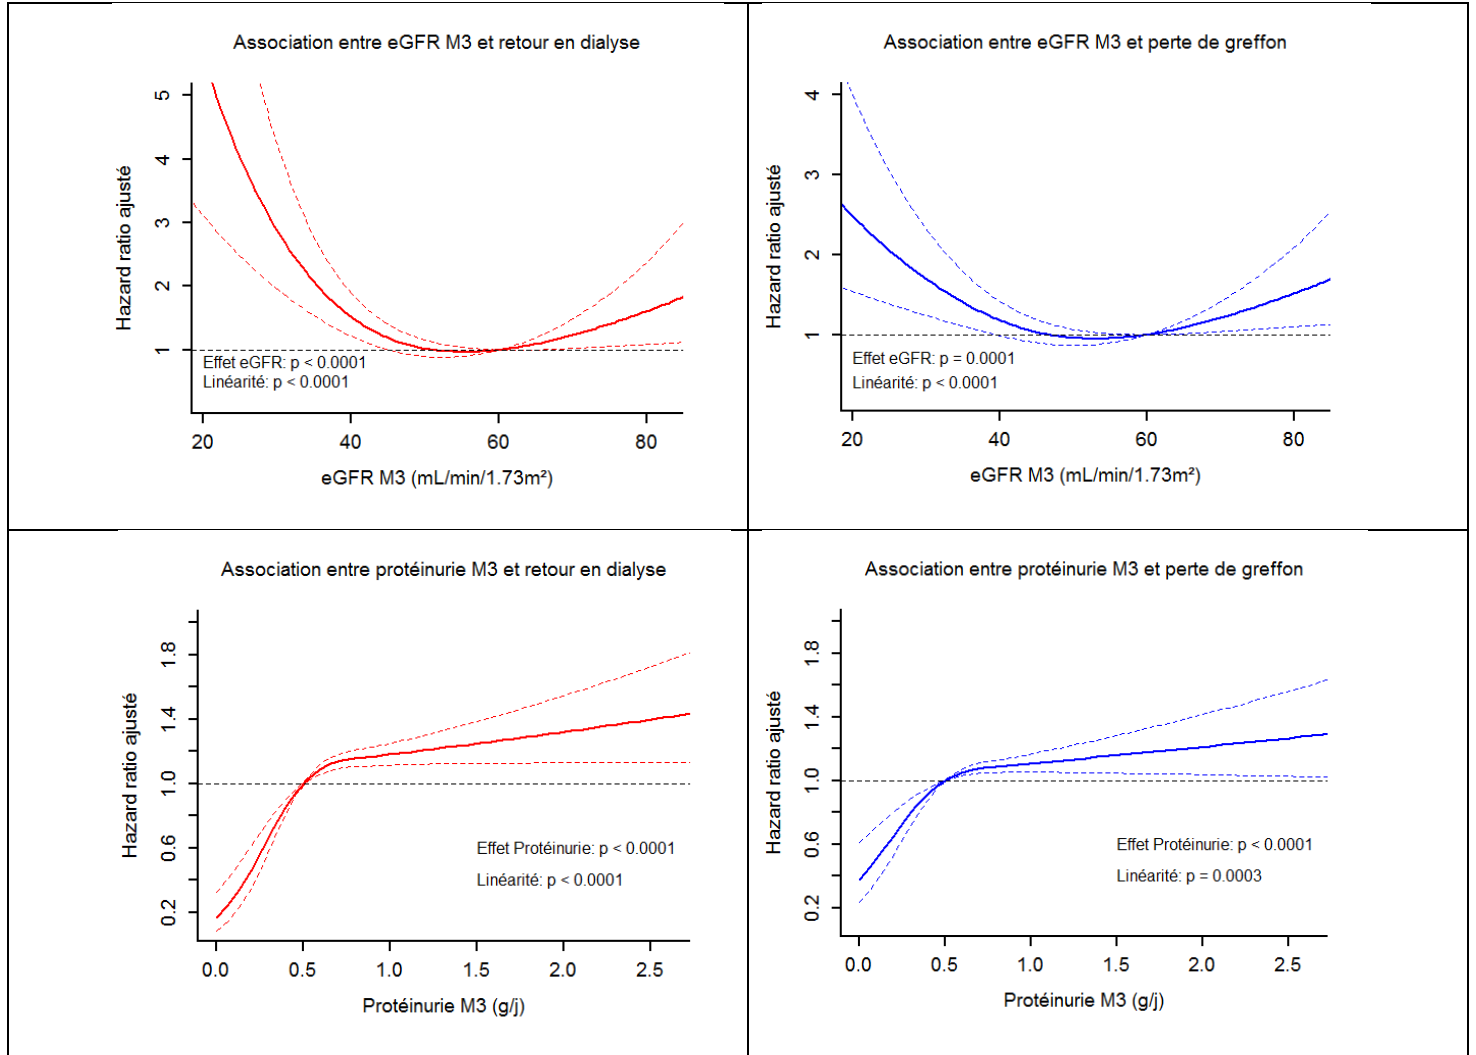 Association entre eGFR M3 et retour en dialyse
Hazard ratio ajusté
5
4
3
2
1
Effet eGFR: p < 0.0001
Linéarité: p < 0.0001
20 40 60 80
eGFR M3 (mL/min/1.73m²)
Association entre eGFR M3 et perte de greffon
Hazard ratio ajusté
4
3
2
1
Effet eGFR: p = 0.0001
Linéarité: p < 0.0001
20 40 60 80
eGFR M3 (mL/min/1.73m²)
Association entre protéinurie M3 et retour en dialyse
Hazard ratio ajusté
1.8
1.4
1.0
0.6
0.2
Effet Protéinurie: p < 0.0001
Linéarité: p < 0.0001
0.0 0.5 1.0 1.5 2.0 2.5
Protéinurie M3 (g/j)
Association entre protéinurie M3 et perte de greffon
Hazard ratio ajusté
1.8
1.4
1.0
0.6
0.2
Effet Protéinurie: p < 0.0001
Linéarité: p = 0.0003
0.0 0.5 1.0 1.5 2.0 2.5
Protéinurie M3 (g/j)